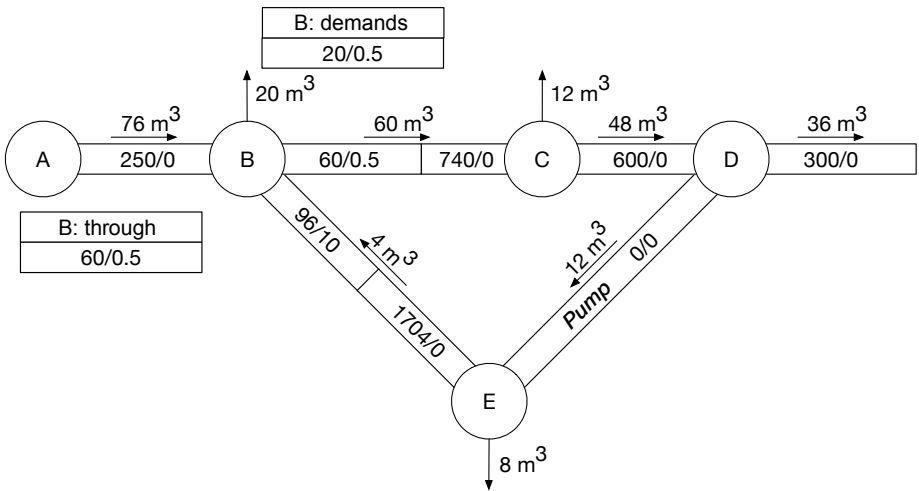 B: demands
20/0.5
20 m³
12 m³
76 m³
60 m³
48 m³
36 m³
A
250/0
B
60/0.5
740/0
C
600/0
D
300/0
B: through
60/0.5
96/10
4 m³
12 m³
0/0
Pump
1704/0
E
8 m³